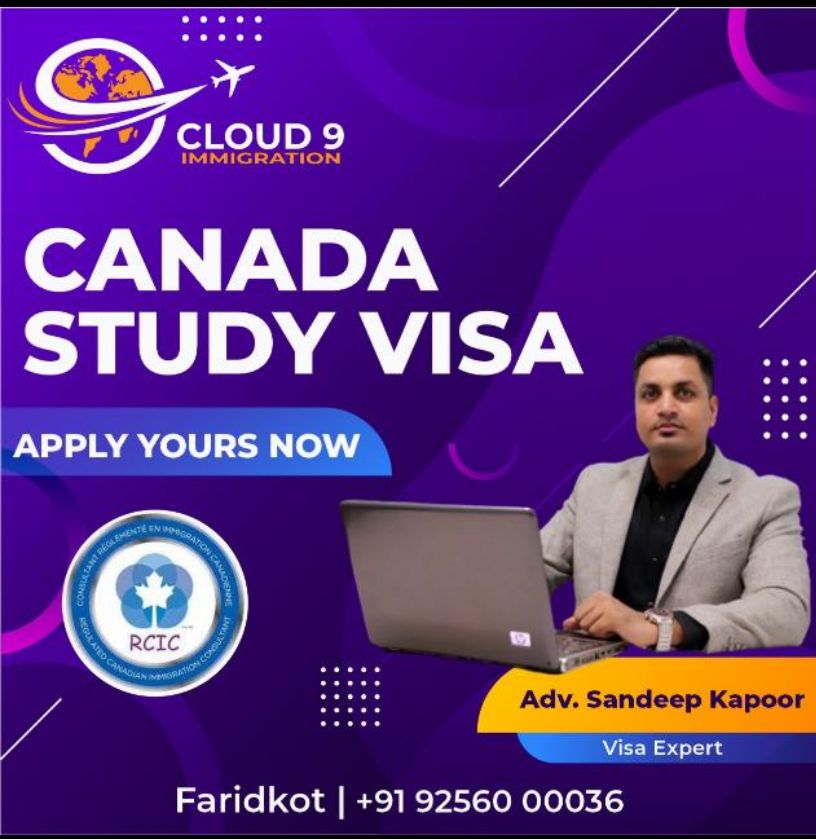 CLOUD 9
IMMIGRATION
CANADA
STUDY VISA
APPLY YOURS NOW
CONSULTANT RÉGLEMENTÉ EN IMMIGRATION CANADIENNE
RCIC
REGULATED CANADIAN IMMIGRATION CONSULTANT
Adv. Sandeep Kapoor
Visa Expert
Faridkot | +91 92560 00036